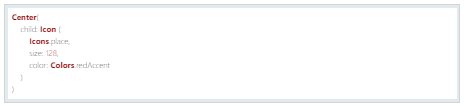 Center(
child: Icon (
Icons.place,
size: 128,
color: Colors.redAccent
)
)